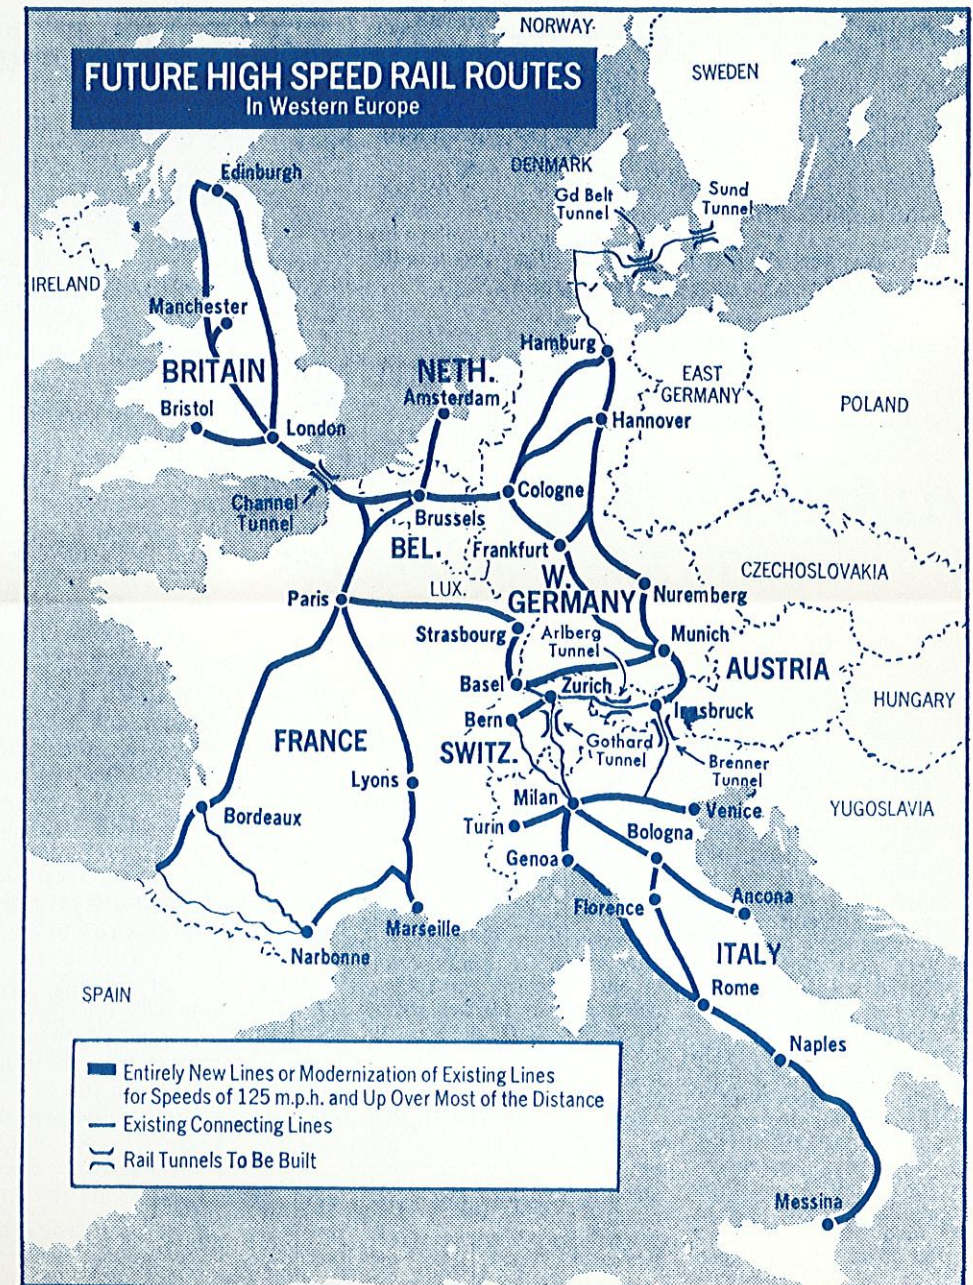 FUTURE HIGH SPEED RAIL ROUTES
In Western Europe
NORWAY
SWEDEN
DENMARK
Gd Belt
Tunnel
Sund
Tunnel
Edinburgh
IRELAND
Manchester
BRITAIN
Bristol
London
Channel
Tunnel
NETH.
Amsterdam
Hamburg
EAST
GERMANY
POLAND
Hannover
Cologne
Brussels
BEL.
Frankfurt
W.
GERMANY
CZECHOSLOVAKIA
Nuremberg
LUX.
Paris
Strasbourg
Arlberg
Tunnel
Munich
AUSTRIA
Basel
Zurich
HUNGARY
Bern
Innsbruck
SWITZ.
Gothard
Tunnel
Brenner
Tunnel
FRANCE
Lyons
Milan
Venice
YUGOSLAVIA
Bordeaux
Turin
Bologna
Genoa
Florence
Ancona
Marseille
Narbonne
ITALY
SPAIN
Rome
Naples
Messina
Entirely New Lines or Modernization of Existing Lines
for Speeds of 125 m.p.h. and Up Over Most of the Distance
Existing Connecting Lines
Rail Tunnels To Be Built